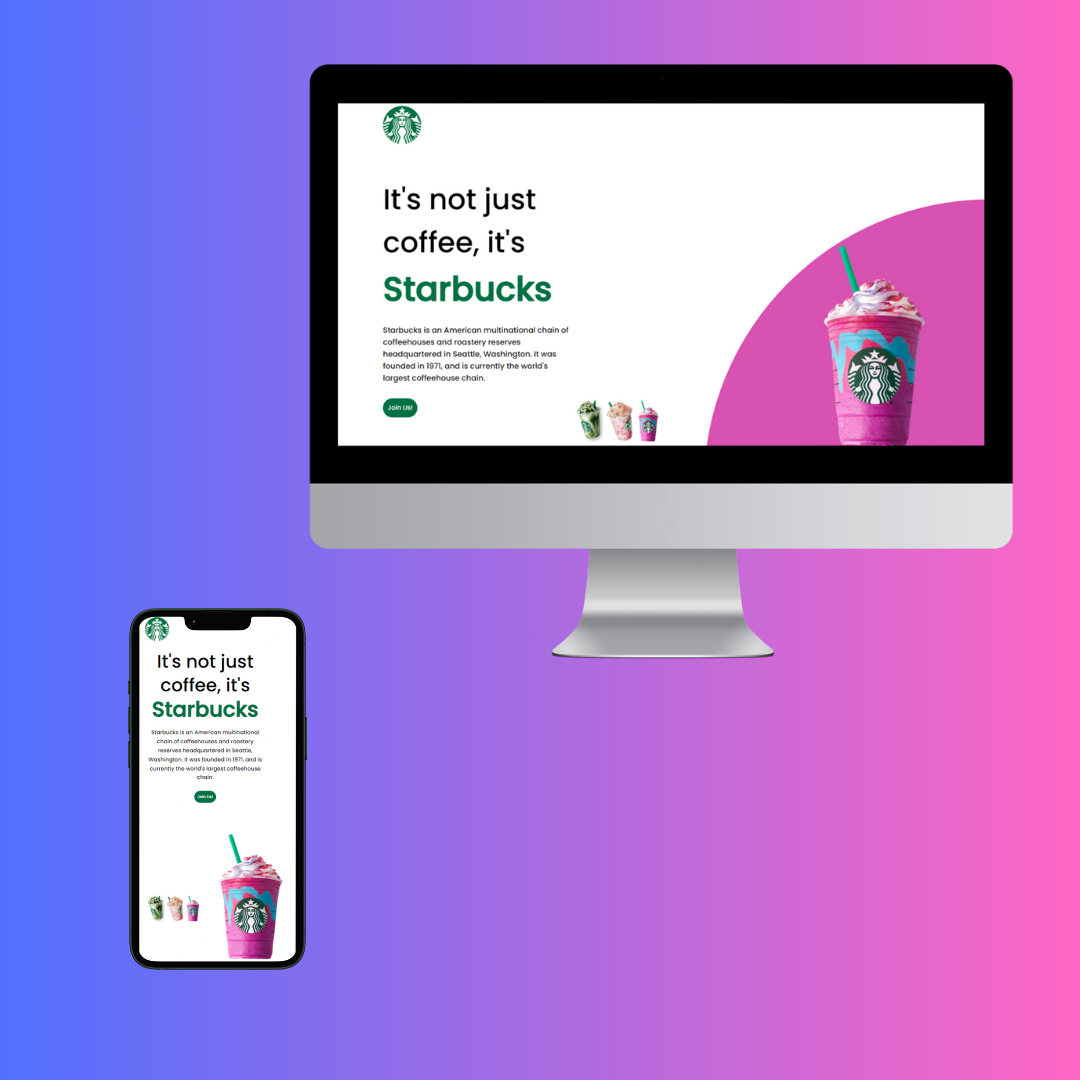 It's not just
coffee, it's
Starbucks
Starbucks is an American multinational chain of
coffeehouses and roastery reserves
headquartered in Seattle, Washington. It was
founded in 1971, and is currently the world's
largest coffeehouse chain.
Join Us!
It's not just
coffee, it's
Starbucks
Starbucks is an American multinational
chain of coffeehouses and roastery
reserves headquartered in Seattle,
Washington. It was founded in 1971, and is
currently the world's largest coffeehouse
chain.
Join Us!